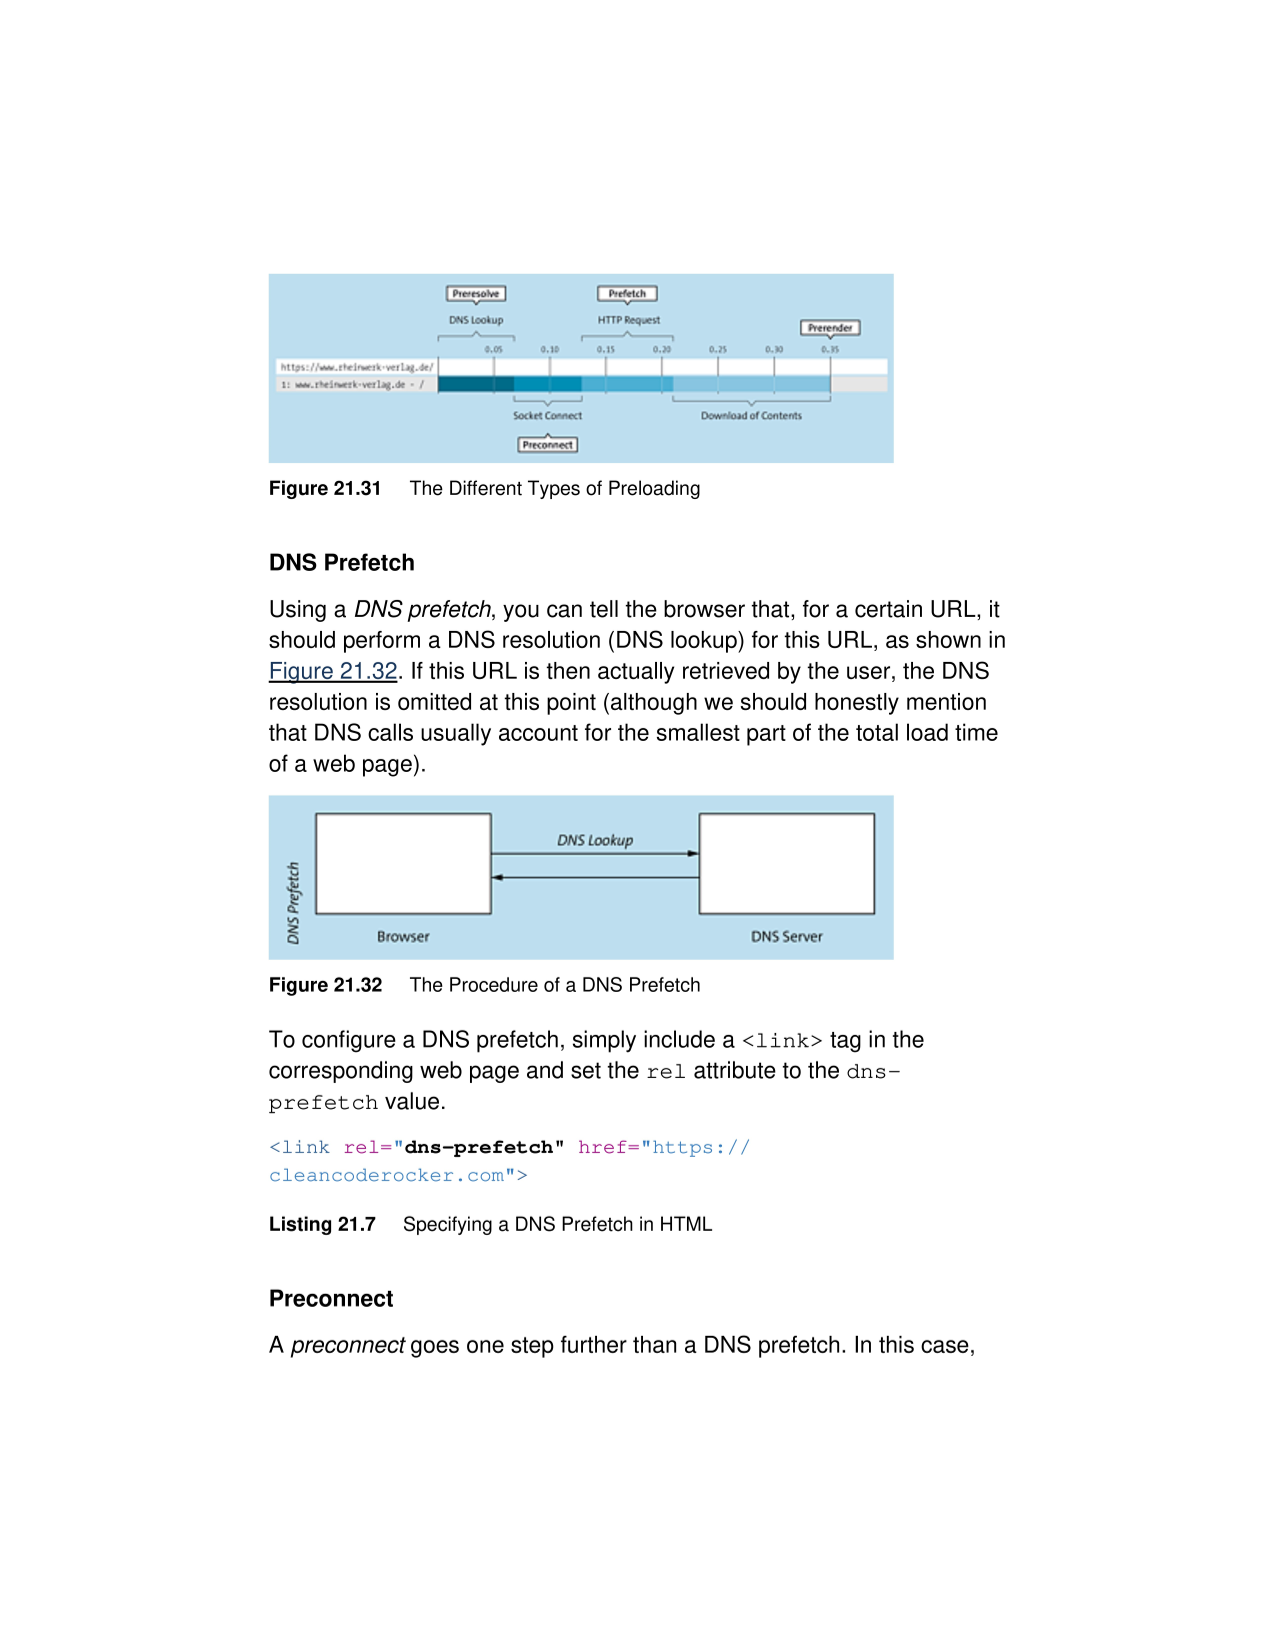 Preresolve
Prefetch
DNS Lookup
HTTP Request
Prerender
0.05 0.10 0.15 0.20 0.25 0.30 0.35
https://www.rheinwerk-verlag.de/
1: www.rheinwerk-verlag.de - /
Socket Connect
Download of Contents
Preconnect
Figure 21.31 The Different Types of Preloading
DNS Prefetch
Using a DNS prefetch, you can tell the browser that, for a certain URL, it
should perform a DNS resolution (DNS lookup) for this URL, as shown in
Figure 21.32. If this URL is then actually retrieved by the user, the DNS
resolution is omitted at this point (although we should honestly mention
that DNS calls usually account for the smallest part of the total load time
of a web page).
DNS Prefetch
DNS Lookup
Browser
DNS Server
Figure 21.32 The Procedure of a DNS Prefetch
To configure a DNS prefetch, simply include a <link> tag in the
corresponding web page and set the rel attribute to the dns-
prefetch value.
<link rel="dns-prefetch" href="https://
cleancoderocker.com">
Listing 21.7 Specifying a DNS Prefetch in HTML
Preconnect
A preconnect goes one step further than a DNS prefetch. In this case,